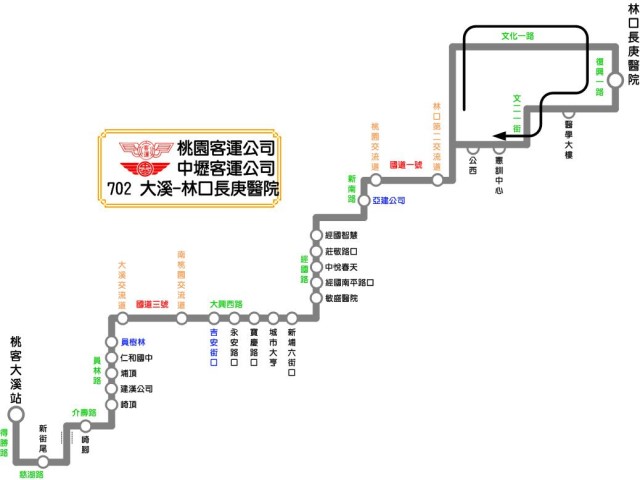 林口長庚醫院
文化一路
復興一路
文二一街
醫學大樓
憲訓中心
公西
林口第二交流道
國道一號
桃園交流道
桃園客運公司
中壢客運公司
702 大溪-林口長庚醫院
新南路
亞建公司
經國路
經國智慧
莊敬路口
中悅春天
經國南平路口
敏盛醫院
大溪交流道
國道三號
南桃園交流道
大興西路
吉安街口
永安路口
寶慶路口
城市大亨
新埔六街口
員樹林
仁和國中
埔頂
建漢公司
崎頂
員林路
桃客大溪站
介壽路
崎腳
新街尾
得勝路
慈湖路